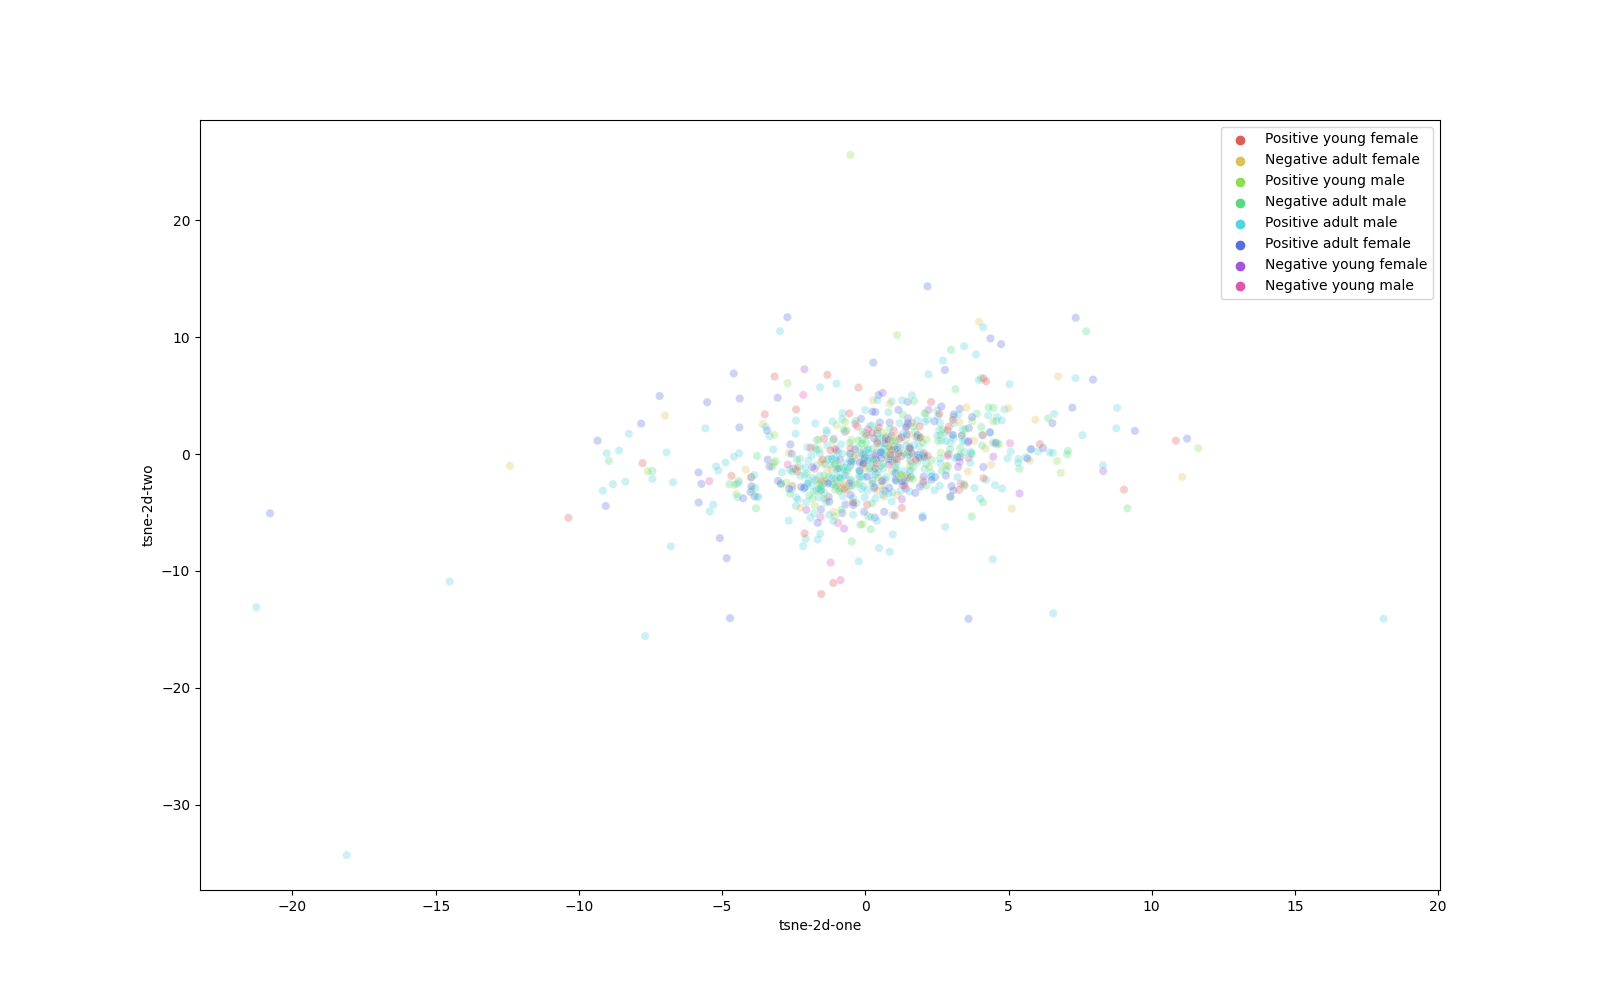 Positive young female
Negative adult female
Positive young male
Negative adult male
Positive adult male
Positive adult female
Negative young female
Negative young male
tsne-2d-two
20
10
0
−10
−20
−30
−20 −15 −10 −5 0 5 10 15 20
tsne-2d-one